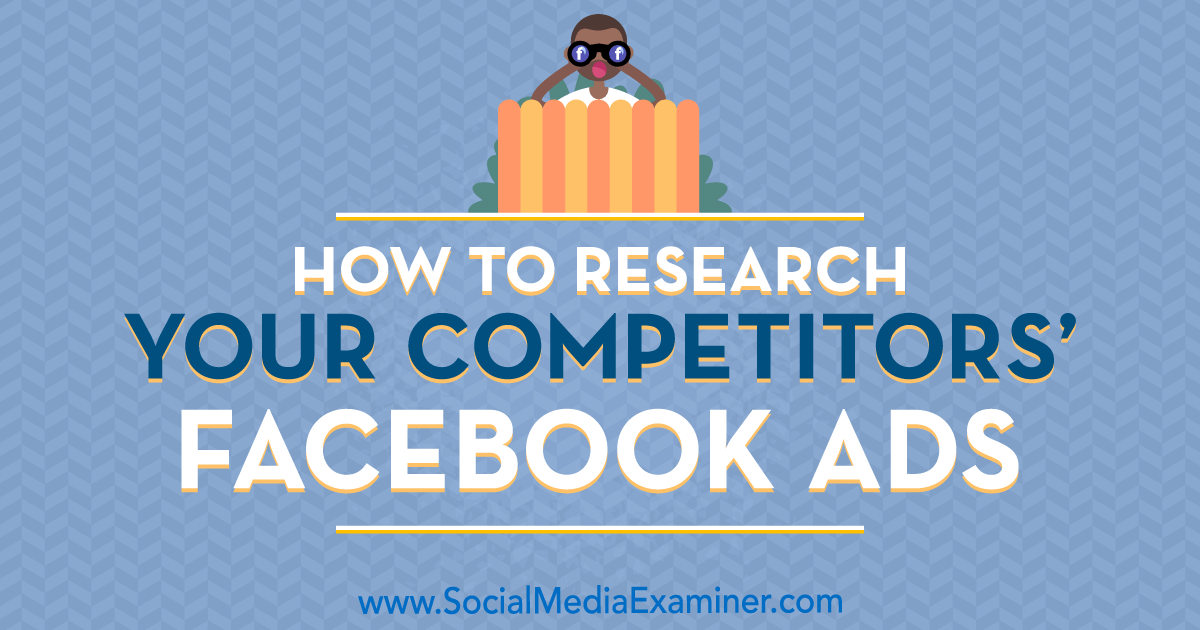 f f
HOW TO RESEARCH
YOUR COMPETITORS’
FACEBOOK ADS
www.SocialMediaExaminer.com